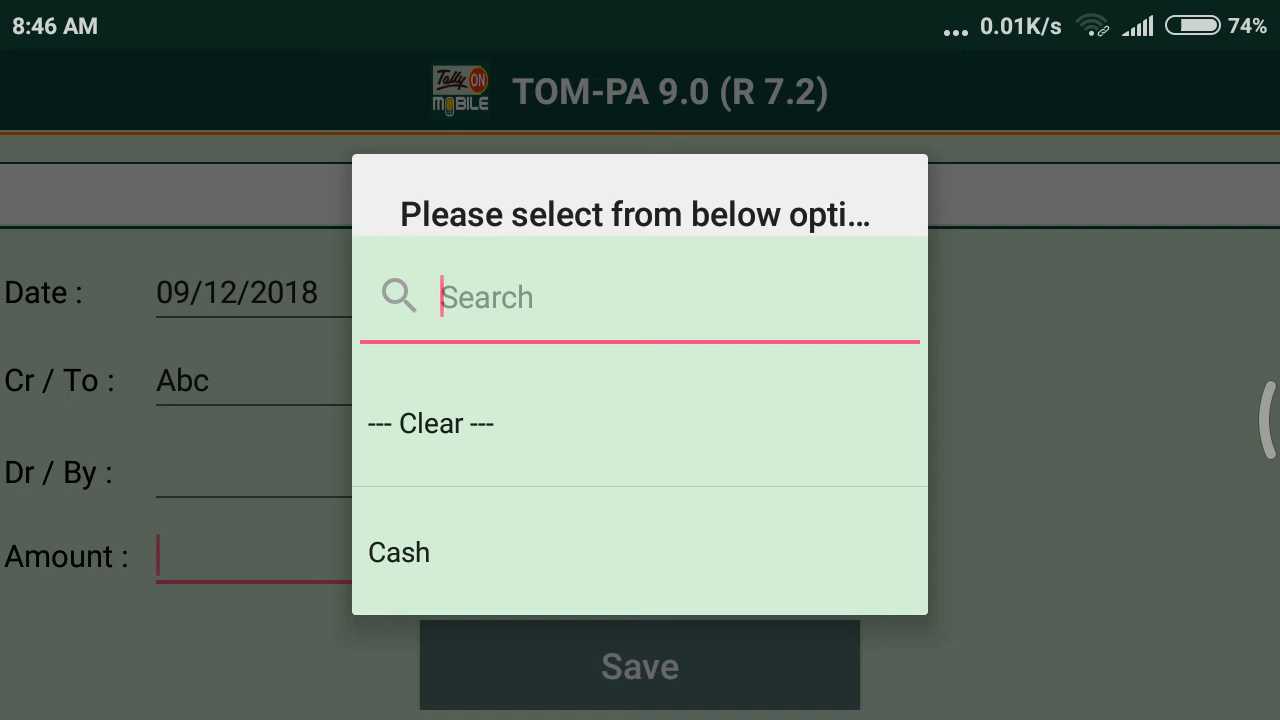 8:46 AM
... 0.01K/s 74%
Tally ON
MOBILE
TOM-PA 9.0 (R 7.2)
Please select from below opti...
Search
--- Clear ---
Cash
Date : 09/12/2018
Cr / To : Abc
Dr / By :
Amount :
Save